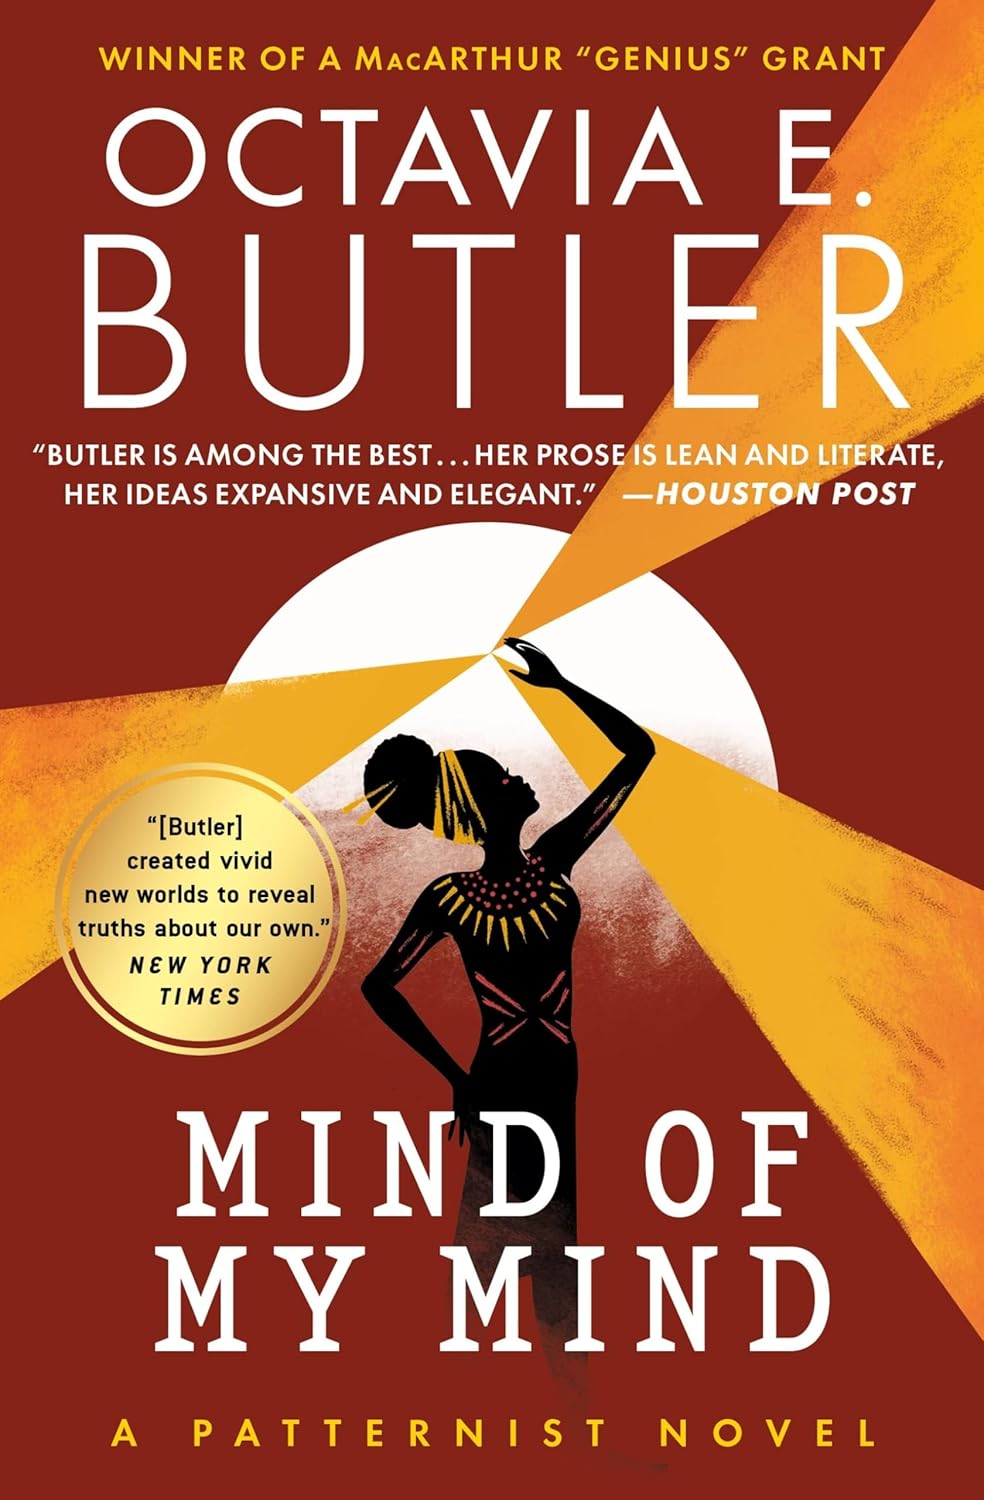 WINNER OF A MacARTHUR “GENIUS” GRANT
OCTAVIA E.
BUTLER
“BUTLER IS AMONG THE BEST...HER PROSE IS LEAN AND LITERATE,
HER IDEAS EXPANSIVE AND ELEGANT.” —HOUSTON POST
“[Butler]
created vivid
new worlds to reveal
truths about our own.”
NEW YORK
TIMES
MIND OF
MY MIND
A PATTERNIST NOVEL